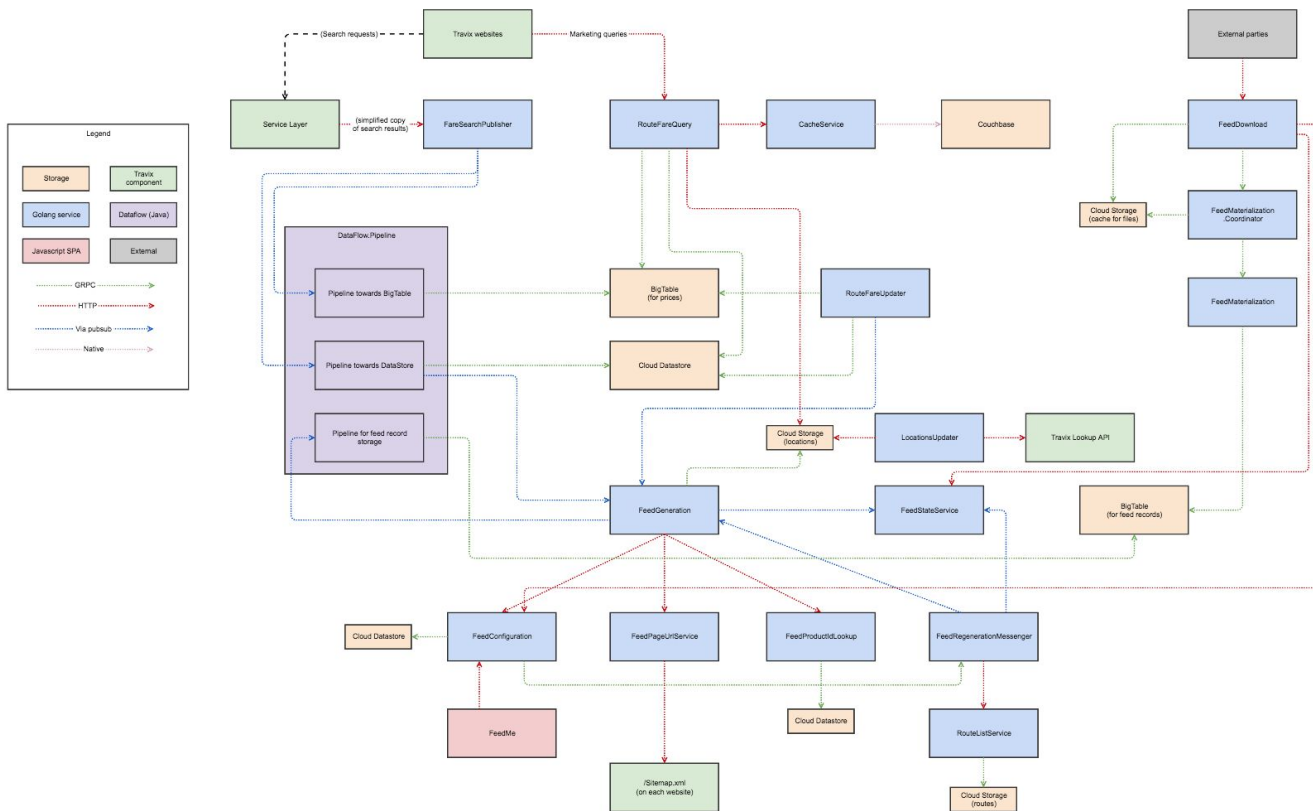 (Search requests)
Travix websites
Marketing queries
External parties
Service Layer
(simplified copy
of search results)
FareSearchPublisher
RouteFareQuery
CacheService
Couchbase
FeedDownload
Legend
Storage
Travix
component
Golang service
Dataflow (Java)
Javascript SPA
External
GRPC
HTTP
Via pubsub
Native
Cloud Storage
(cache for files)
FeedMaterialization
.Coordinator
DataFlow.Pipeline
Pipeline towards BigTable
BigTable
(for prices)
RouteFareUpdater
FeedMaterialization
Pipeline towards DataStore
Cloud Datastore
Pipeline for feed record
storage
Cloud Storage
(locations)
LocationsUpdater
Travix Lookup API
FeedGeneration
FeedStateService
BigTable
(for feed records)
Cloud Datastore
FeedConfiguration
FeedPageUrlService
FeedProductIdLookup
FeedRegenerationMessenger
FeedMe
Cloud Datastore
RouteListService
/Sitemap.xml
(on each website)
Cloud Storage
(routes)